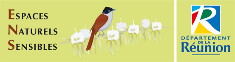 ESPACES
NATURELS
SENSIBLES
DÉPARTEMENT
DE LA
Réunion